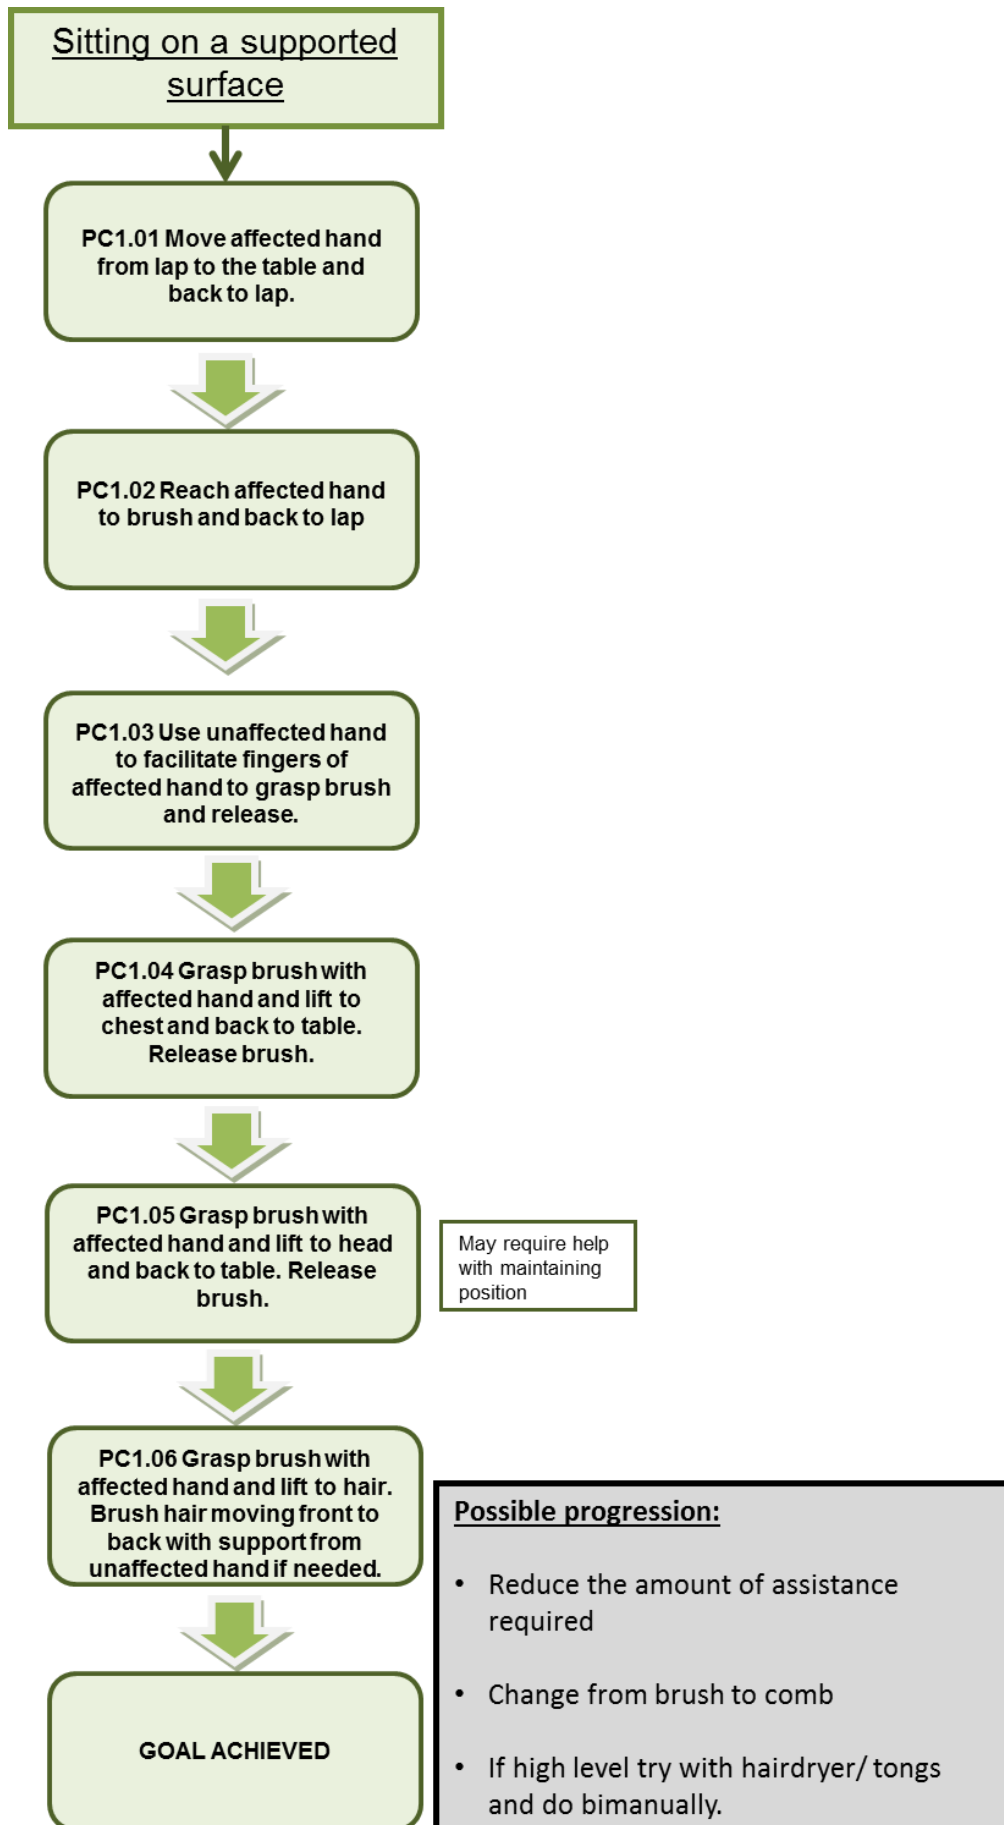 Sitting on a supported
surface
PC1.01 Move affected hand
from lap to the table and
back to lap.
PC1.02 Reach affected hand
to brush and back to lap
PC1.03 Use unaffected hand
to facilitate fingers of
affected hand to grasp brush
and release.
PC1.04 Grasp brush with
affected hand and lift to
chest and back to table.
Release brush.
PC1.05 Grasp brush with
affected hand and lift to head
and back to table. Release
brush.
May require help
with maintaining
position
PC1.06 Grasp brush with
affected hand and lift to hair.
Brush hair moving front to
back with support from
unaffected hand if needed.
GOAL ACHIEVED
Possible progression:
• Reduce the amount of assistance
required
• Change from brush to comb
• If high level try with hairdryer/ tongs
and do bimanually.